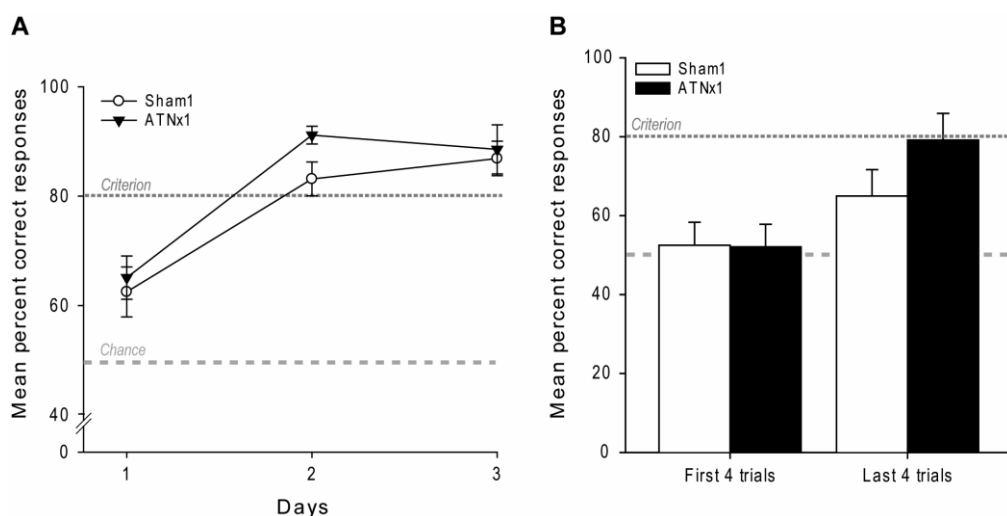 A
Mean percent correct responses
100
80
60
40
0
Sham1
ATNx1
Criterion
Chance
1
2
3
Days
B
Mean percent correct responses
100
80
60
40
20
0
Sham1
ATNx1
Criterion
First 4 trials
Last 4 trials